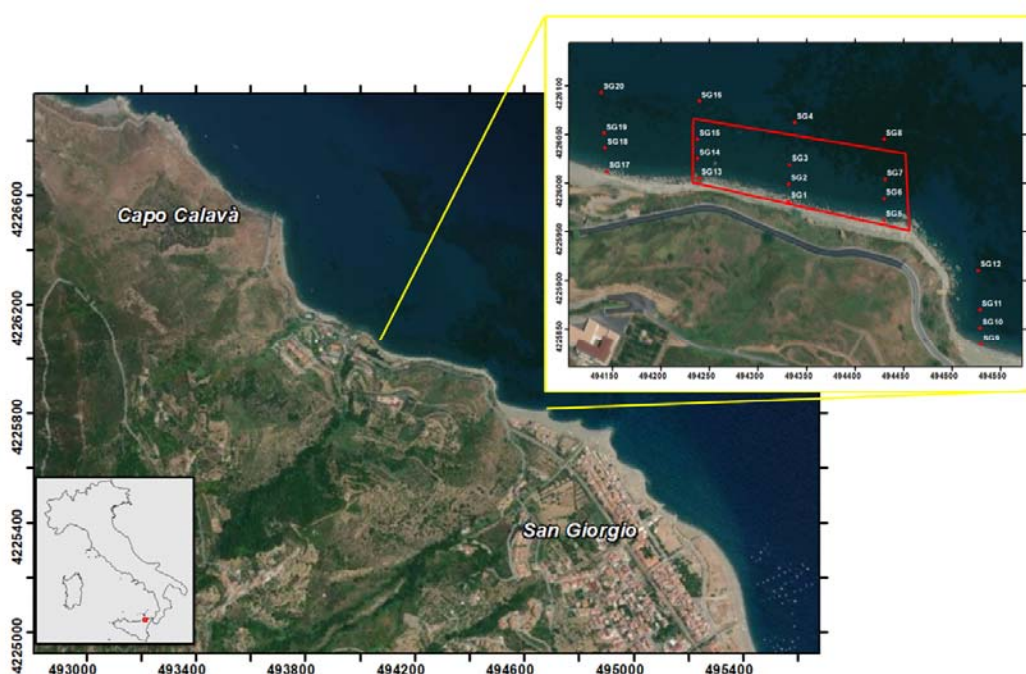 4226100
4226050
4226000
4225950
4225900
4225850
SG20
SG16
SG4
SG19
SG15
SG8
SG18
SG14
SG3
SG7
SG17
SG13
SG2
SG6
SG1
SG5
SG12
SG11
SG10
SG9
494150 494200 494250 494300 494350 494400 494450 494500 494550
4226600
4226200
4225800
4225400
4225000
Capo Calavà
San Giorgio
493000 493400 493800 494200 494600 495000 495400